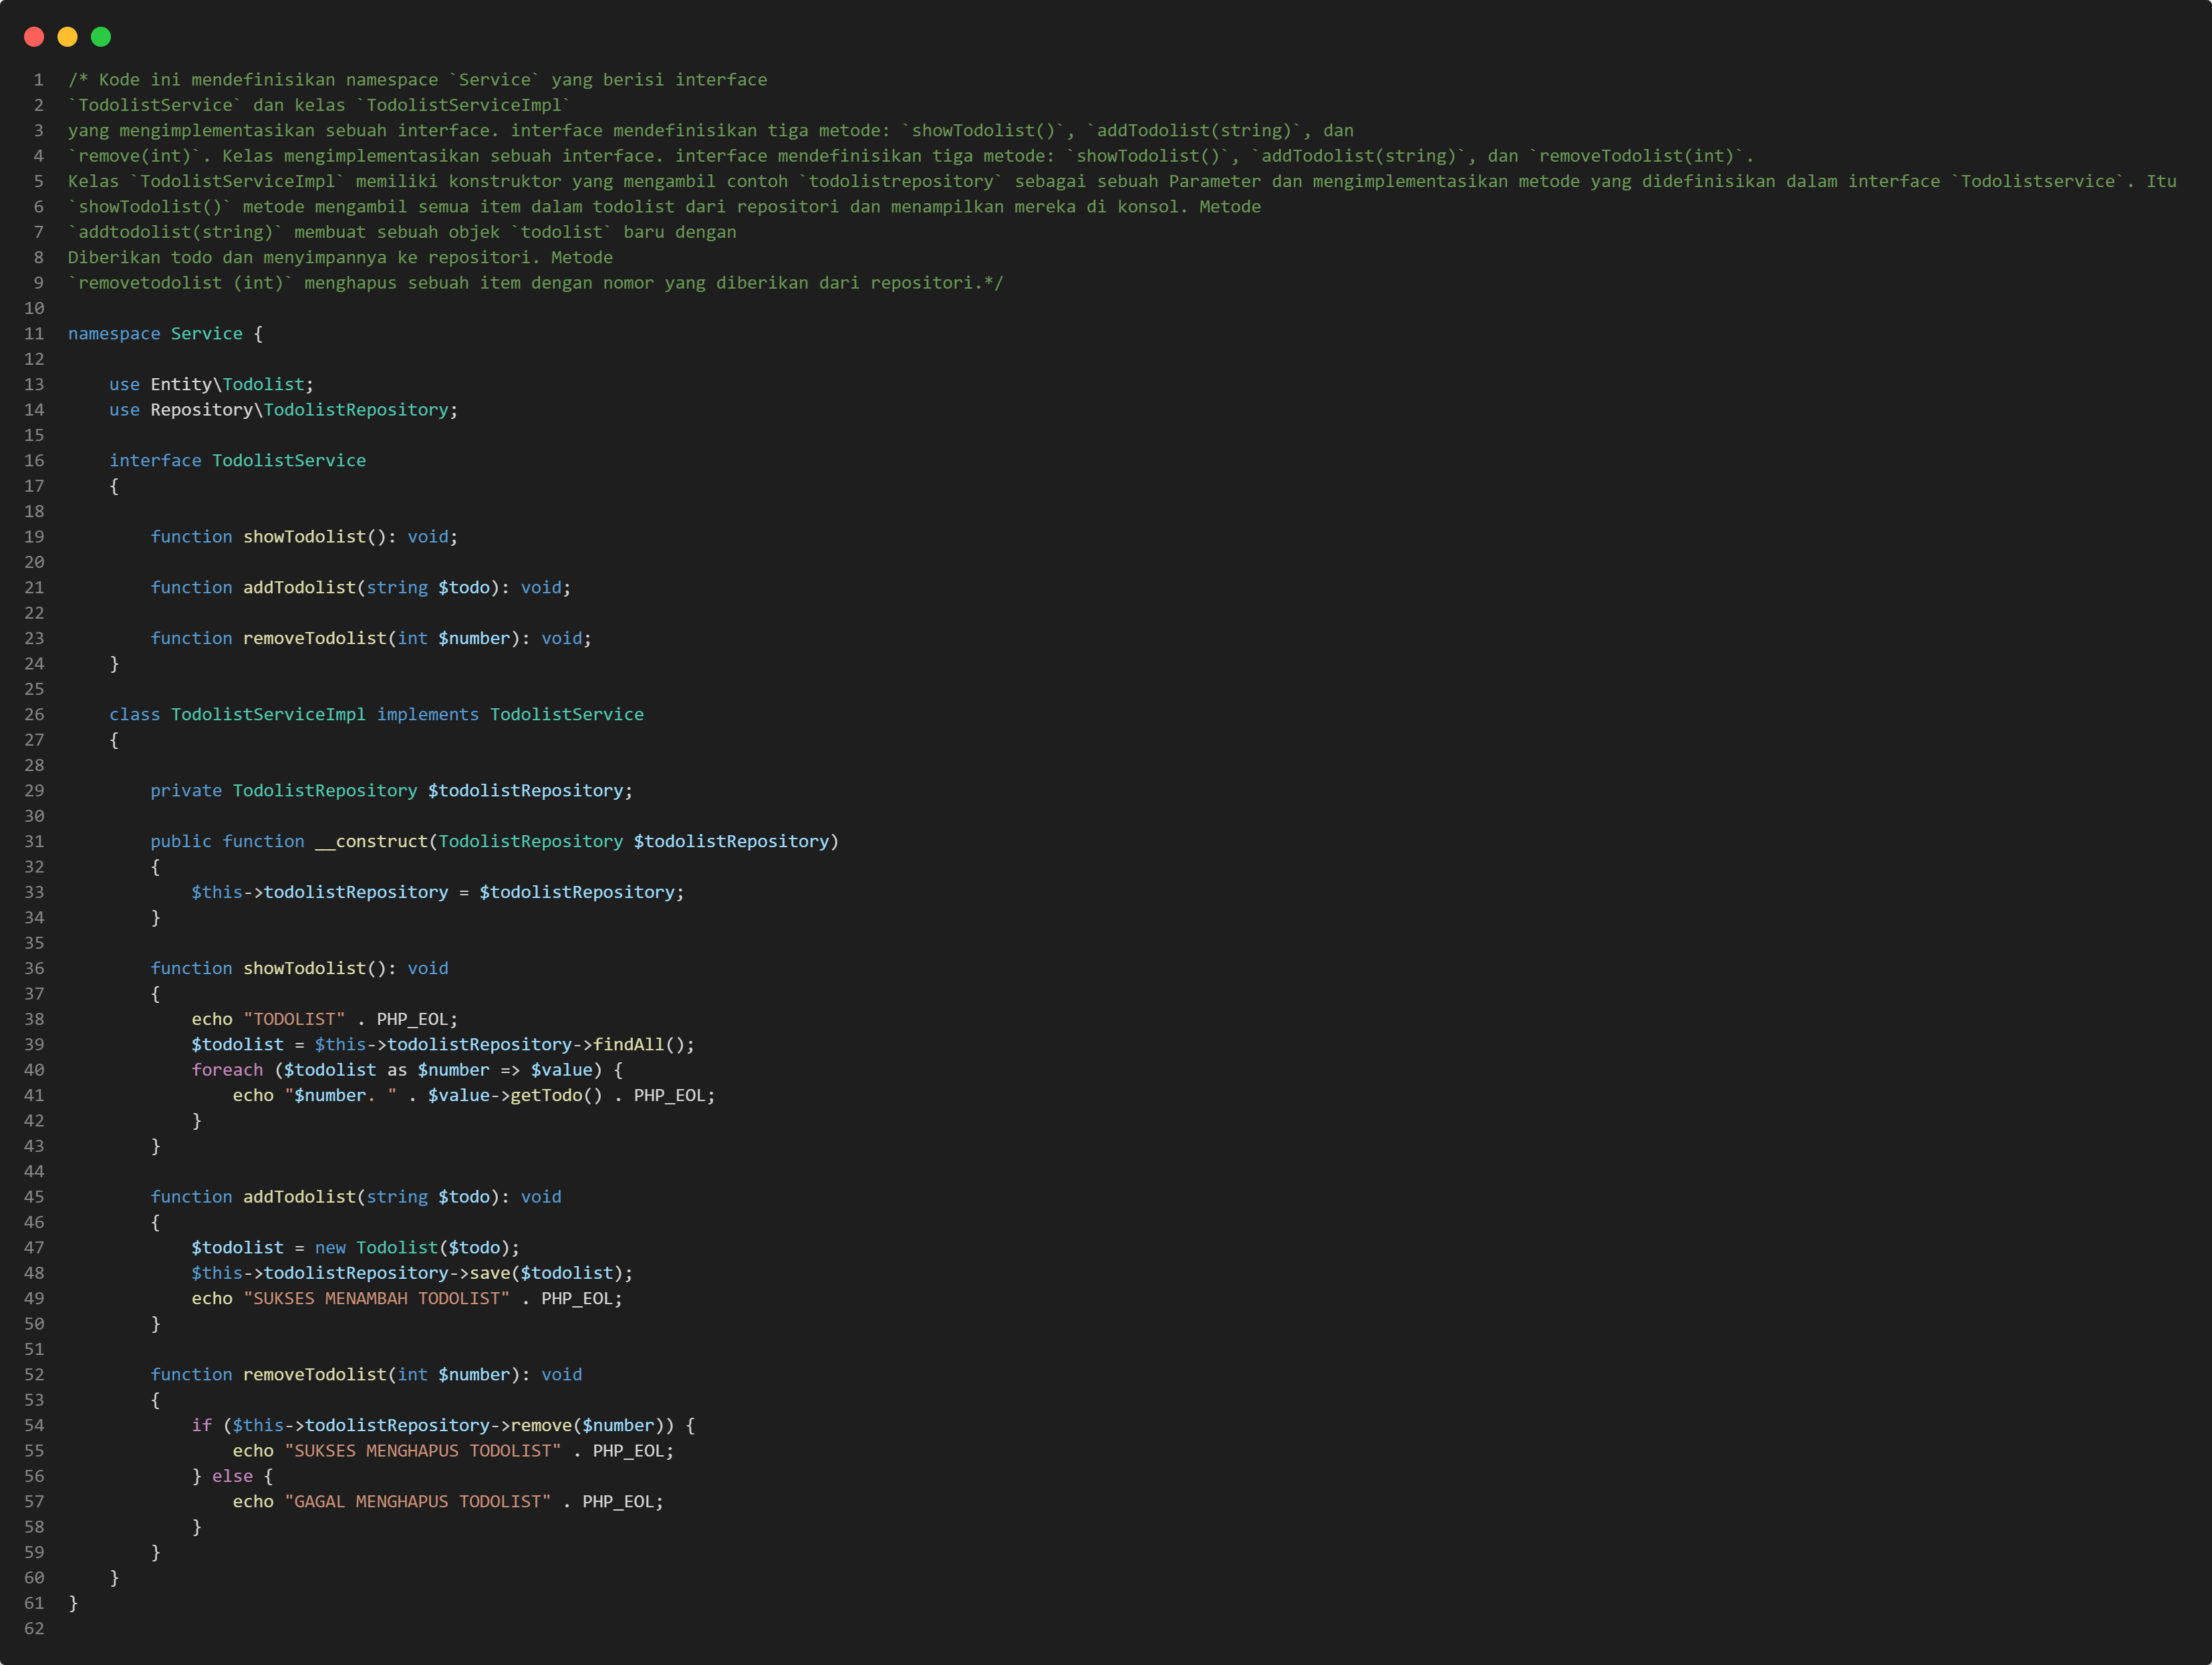 1 /* Kode ini mendefinisikan namespace `Service` yang berisi interface
2 `TodolistService` dan kelas `TodolistServiceImpl`
3 yang mengimplementasikan sebuah interface. interface mendefinisikan tiga metode: `showTodolist()`, `addTodolist(string)`, dan
4 `remove(int)`. Kelas mengimplementasikan sebuah interface. interface mendefinisikan tiga metode: `showTodolist()`, `addTodolist(string)`, dan `removeTodolist(int)`.
5 Kelas `TodolistServiceImpl` memiliki konstruktor yang mengambil contoh `todolistrepository` sebagai sebuah Parameter dan mengimplementasikan metode yang didefinisikan dalam interface `Todolistservice`. Itu
6 `showTodolist()` metode mengambil semua item dalam todolist dari repositori dan menampilkan mereka di konsol. Metode
7 `addtodolist(string)` membuat sebuah objek `todolist` baru dengan
8 Diberikan todo dan menyimpannya ke repositori. Metode
9 `removetodolist (int)` menghapus sebuah item dengan nomor yang diberikan dari repositori.*/
10
11 namespace Service {
12
13     use Entity\Todolist;
14     use Repository\TodolistRepository;
15
16     interface TodolistService
17     {
18
19         function showTodolist(): void;
20
21         function addTodolist(string $todo): void;
22
23         function removeTodolist(int $number): void;
24     }
25
26     class TodolistServiceImpl implements TodolistService
27     {
28
29         private TodolistRepository $todolistRepository;
30
31         public function __construct(TodolistRepository $todolistRepository)
32         {
33             $this->todolistRepository = $todolistRepository;
34         }
35
36         function showTodolist(): void
37         {
38             echo "TODOLIST" . PHP_EOL;
39             $todolist = $this->todolistRepository->findAll();
40             foreach ($todolist as $number => $value) {
41                 echo "$number. " . $value->getTodo() . PHP_EOL;
42             }
43         }
44
45         function addTodolist(string $todo): void
46         {
47             $todolist = new Todolist($todo);
48             $this->todolistRepository->save($todolist);
49             echo "SUKSES MENAMBAH TODOLIST" . PHP_EOL;
50         }
51
52         function removeTodolist(int $number): void
53         {
54             if ($this->todolistRepository->remove($number)) {
55                 echo "SUKSES MENGHAPUS TODOLIST" . PHP_EOL;
56             } else {
57                 echo "GAGAL MENGHAPUS TODOLIST" . PHP_EOL;
58             }
59         }
60     }
61 }
62